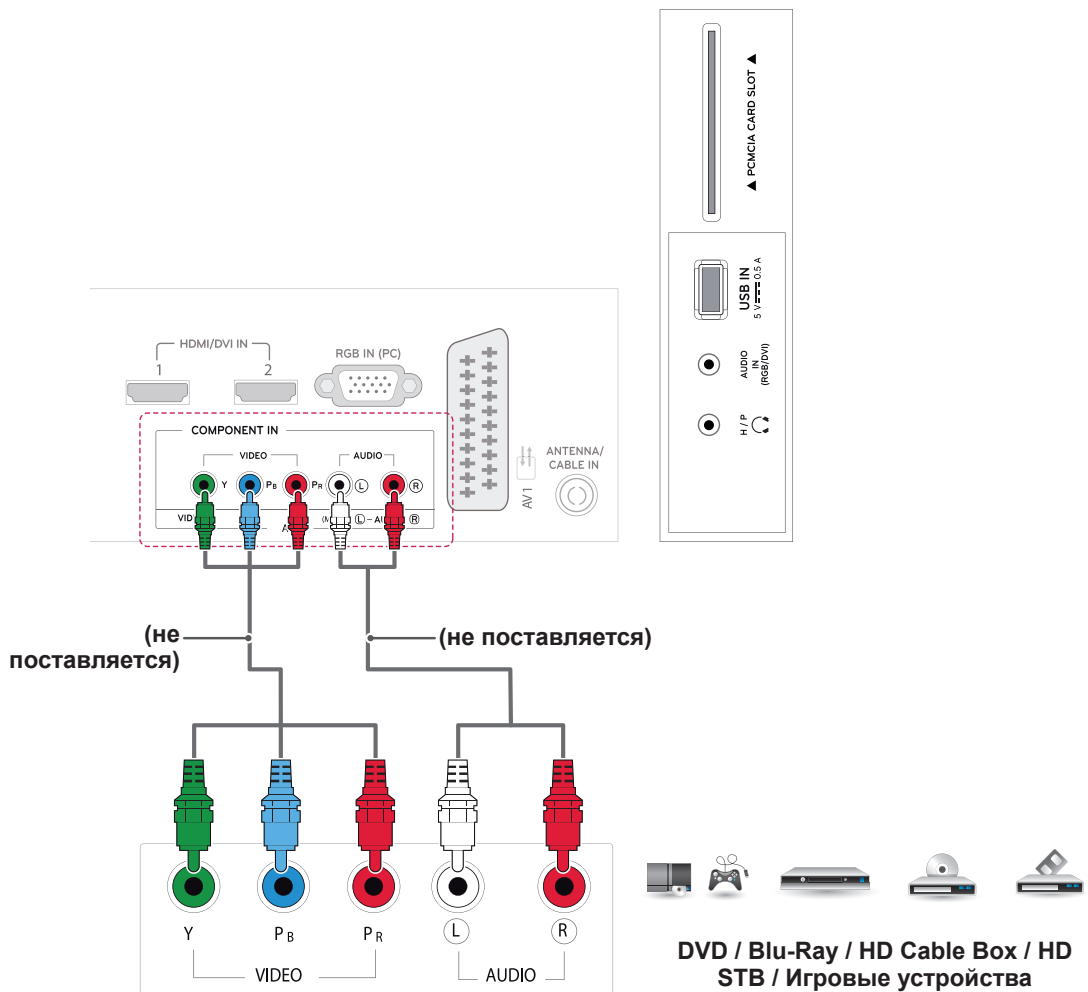 ▲ PCMCIA CARD SLOT ▲
USB IN
5 V 0.5 A
AUDIO
IN
(RGB/DVI)
H / P
HDMI/DVI IN
1
2
RGB IN (PC)
COMPONENT IN
VIDEO
AUDIO
Y
PB
PR
L
R
L
R
AV 1
ANTENNA/
CABLE IN
(не
поставляется)
(не поставляется)
Y
PB
PR
L
R
VIDEO
AUDIO
DVD / Blu-Ray / HD Cable Box / HD
STB / Игровые устройства